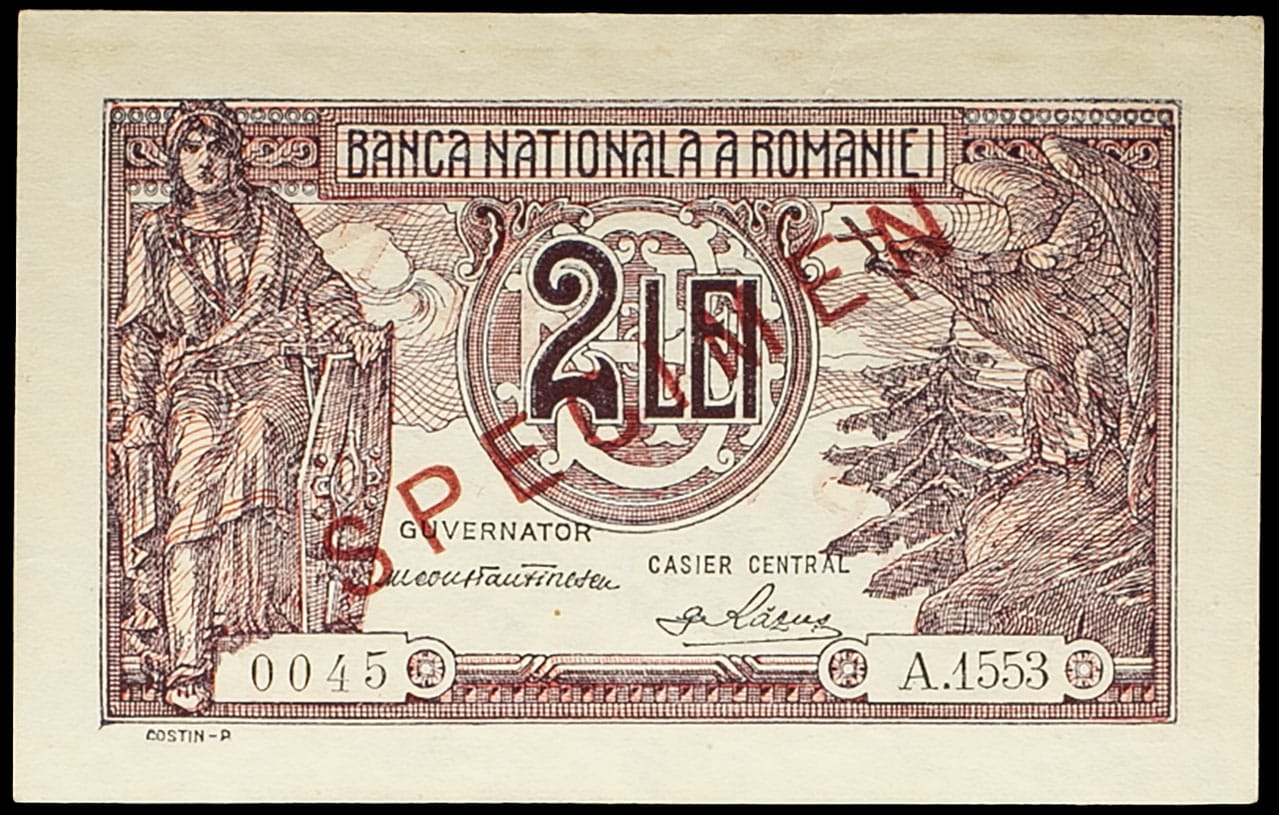 BANCA NATIONALA A ROMANIEI
2 LEI
SPECIMEN
GUVERNATOR
CASIER CENTRAL
0045
A.1553
COSTIN-P.